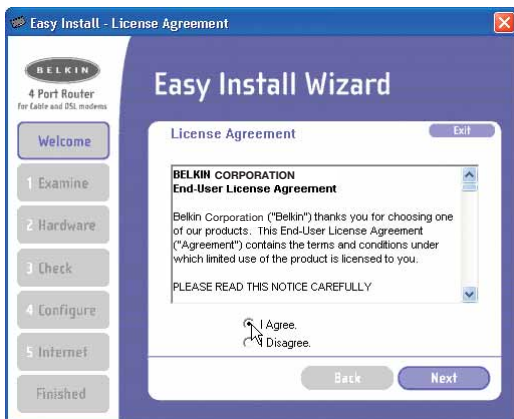 Easy Install - License Agreement
BELKIN
4 Port Router
For Cable and DSL modems
Easy Install Wizard
Welcome
1 Examine
2 Hardware
3 Check
4 Configure
5 Internet
Finished
License Agreement
Exit
BELKIN CORPORATION
End-User License Agreement
Belkin Corporation ("Belkin") thanks you for choosing one
of our products. This End-User License Agreement
("Agreement") contains the terms and conditions under
which limited use of the product is licensed to you.
PLEASE READ THIS NOTICE CAREFULLY
I Agree.
I Disagree.
Back
Next